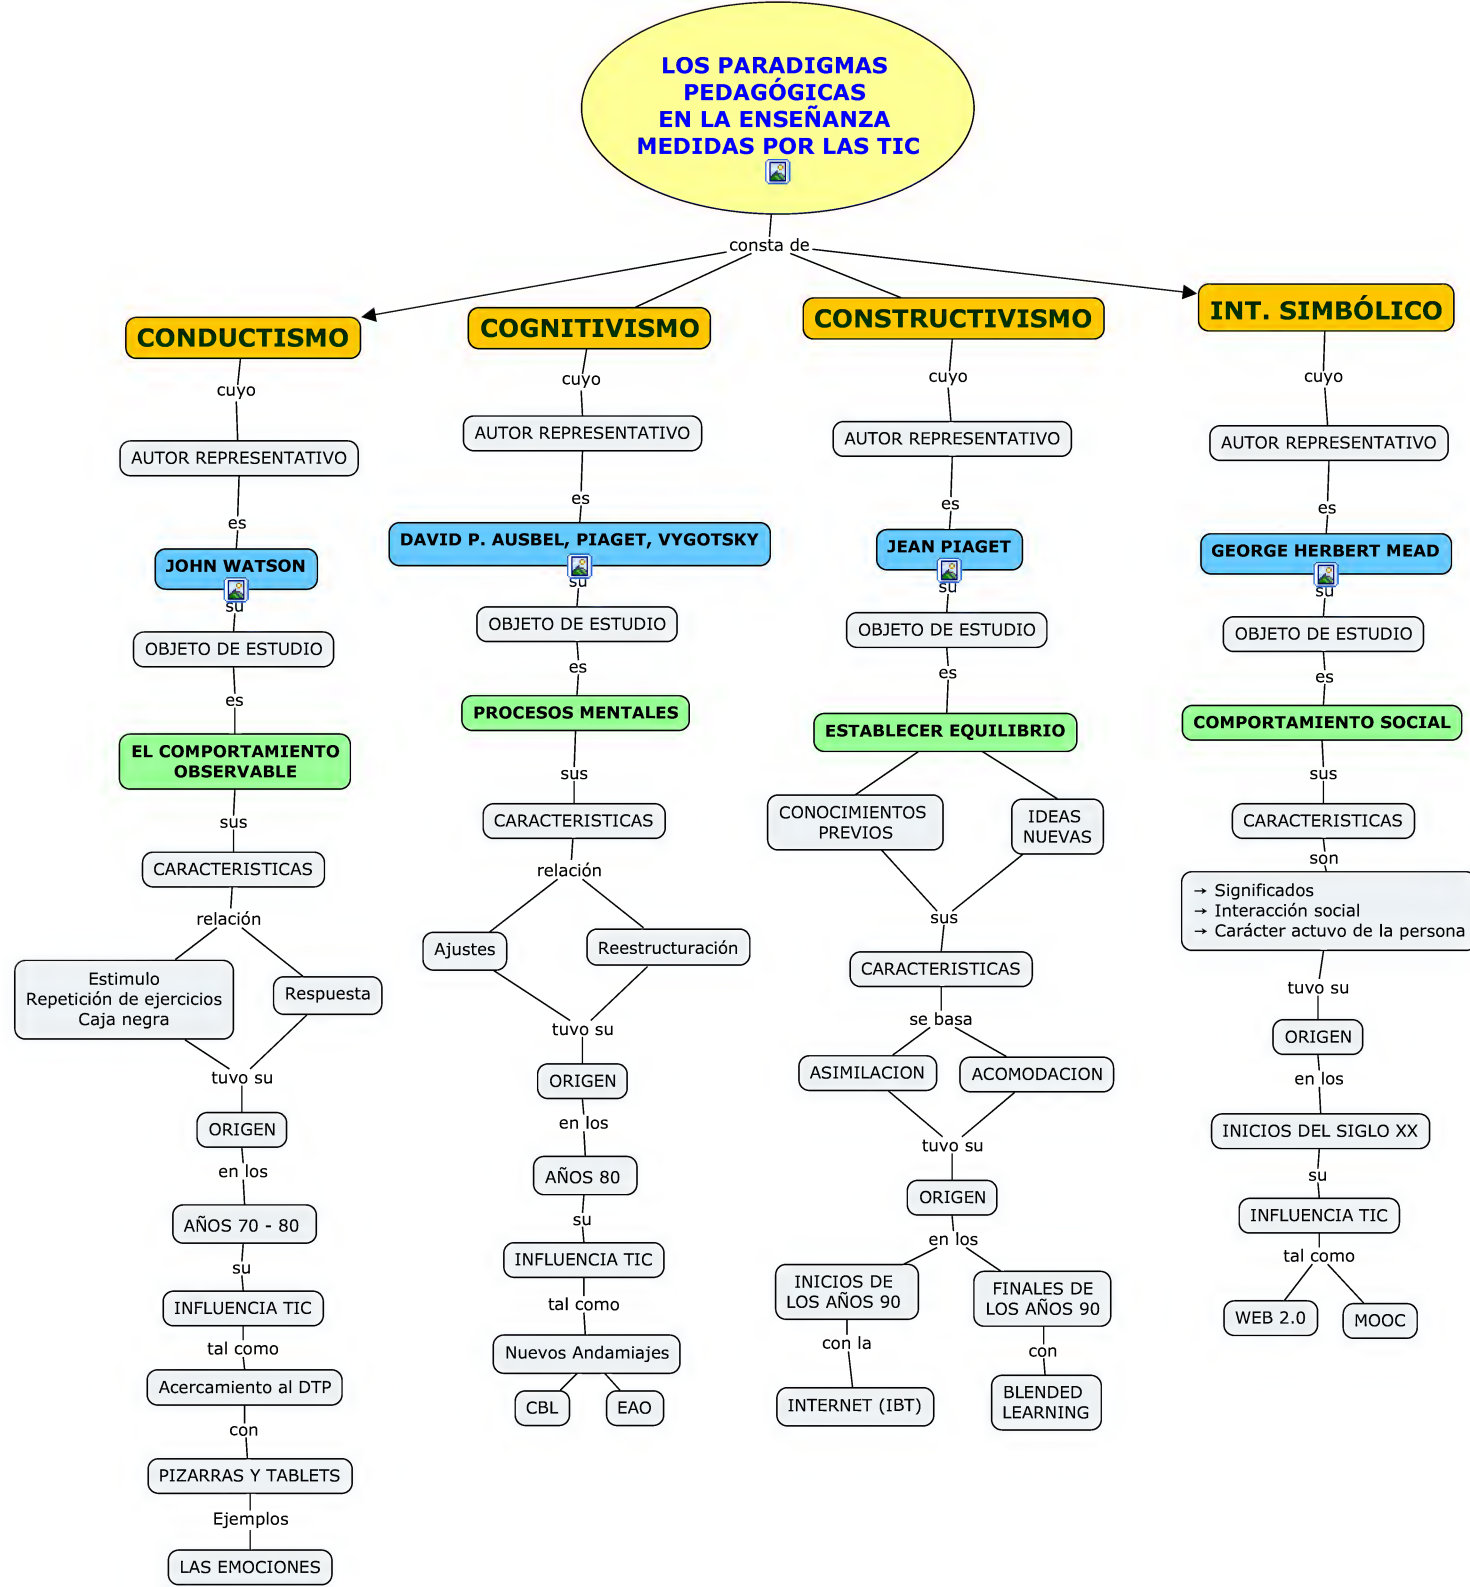 LOS PARADIGMAS
PEDAGÓGICAS
EN LA ENSEÑANZA
MEDIDAS POR LAS TIC
consta de
CONDUCTISMO
cuyo
AUTOR REPRESENTATIVO
es
JOHN WATSON
su
OBJETO DE ESTUDIO
es
EL COMPORTAMIENTO
OBSERVABLE
sus
CARACTERISTICAS
relación
Estimulo
Repetición de ejercicios
Caja negra
Respuesta
tuvo su
ORIGEN
en los
AÑOS 70 - 80
su
INFLUENCIA TIC
tal como
Acercamiento al DTP
con
PIZARRAS Y TABLETS
Ejemplos
LAS EMOCIONES
COGNITIVISMO
cuyo
AUTOR REPRESENTATIVO
es
DAVID P. AUSBEL, PIAGET, VYGOTSKY
su
OBJETO DE ESTUDIO
es
PROCESOS MENTALES
sus
CARACTERISTICAS
relación
Ajustes
Reestructuración
tuvo su
ORIGEN
en los
AÑOS 80
su
INFLUENCIA TIC
tal como
Nuevos Andamiajes
CBL
EAO
CONSTRUCTIVISMO
cuyo
AUTOR REPRESENTATIVO
es
JEAN PIAGET
su
OBJETO DE ESTUDIO
es
ESTABLECER EQUILIBRIO
CONOCIMIENTOS
PREVIOS
IDEAS
NUEVAS
sus
CARACTERISTICAS
se basa
ASIMILACION
ACOMODACION
tuvo su
ORIGEN
en los
INICIOS DE
LOS AÑOS 90
FINALES DE
LOS AÑOS 90
con la
INTERNET (IBT)
con
BLENDED
LEARNING
INT. SIMBÓLICO
cuyo
AUTOR REPRESENTATIVO
es
GEORGE HERBERT MEAD
su
OBJETO DE ESTUDIO
es
COMPORTAMIENTO SOCIAL
sus
CARACTERISTICAS
son
→ Significados
→ Interacción social
→ Carácter actuvo de la persona
tuvo su
ORIGEN
en los
INICIOS DEL SIGLO XX
su
INFLUENCIA TIC
tal como
WEB 2.0
MOOC